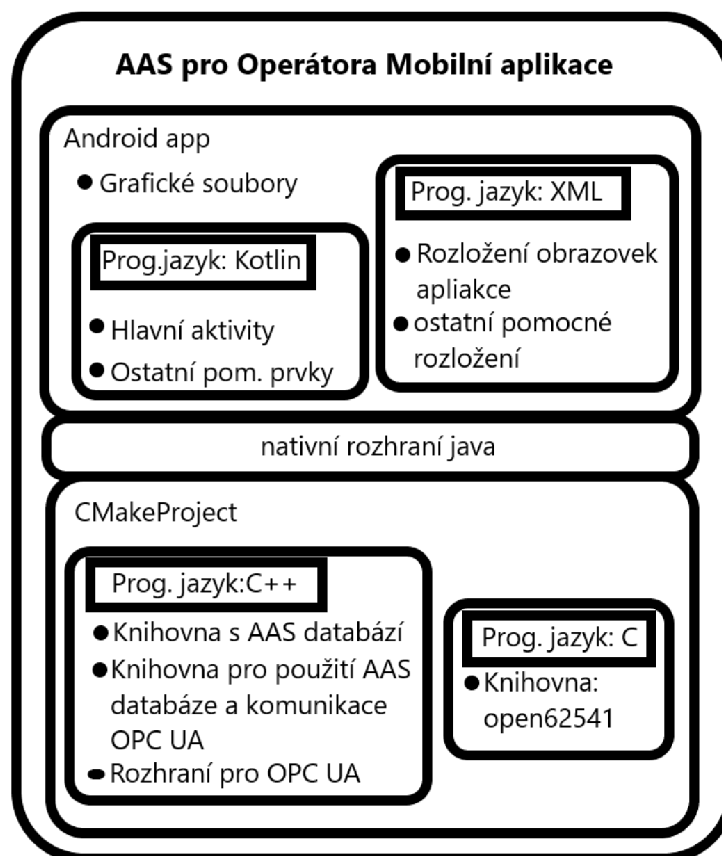 AAS pro Operátora Mobilní aplikace
Android app
Grafické soubory
Prog.jazyk: Kotlin
Hlavní aktivity
Ostatní pom. prvky
Prog. jazyk: XML
Rozložení obrazovek
apliakce
ostatní pomocné
rozložení
nativní rozhraní java
CMakeProject
Prog. jazyk:C++
Knihovna s AAS databází
Knihovna pro použití AAS
databáze a komunikace
OPC UA
Rozhraní pro OPC UA
Prog. jazyk: C
Knihovna:
open62541